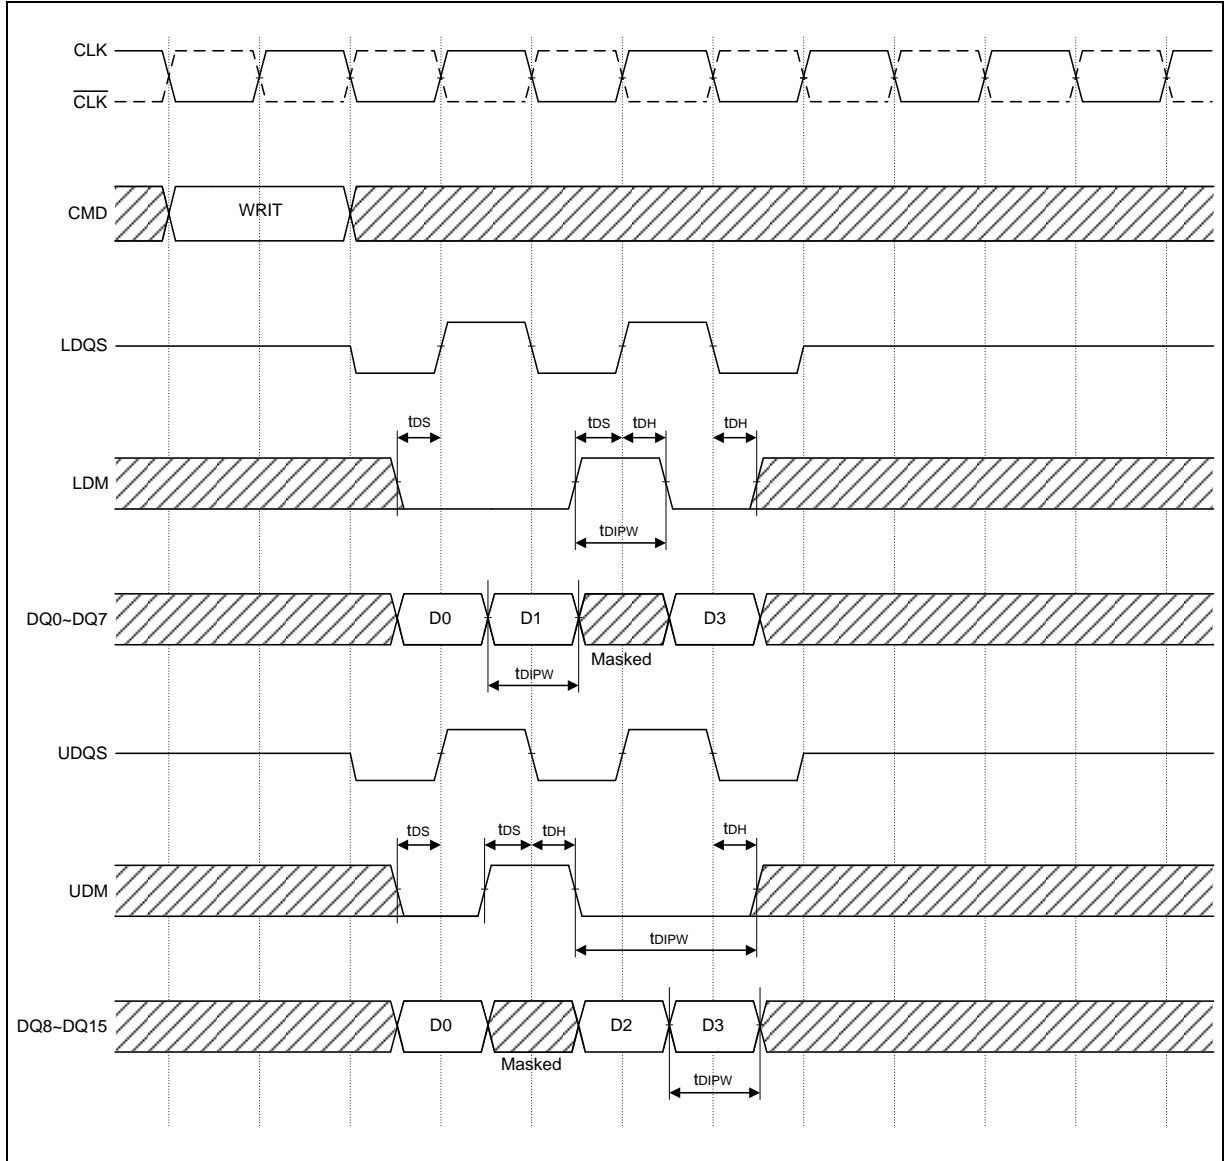 CLK
CLK
CMD
WRIT
LDQS
tDS tDS tDH tDH
LDM
tDIPW
DQ0~DQ7
D0 D1 D3
Masked
tDIPW
UDQS
tDS tDS tDH tDH
UDM
tDIPW
DQ8~DQ15
D0 D2 D3
Masked
tDIPW